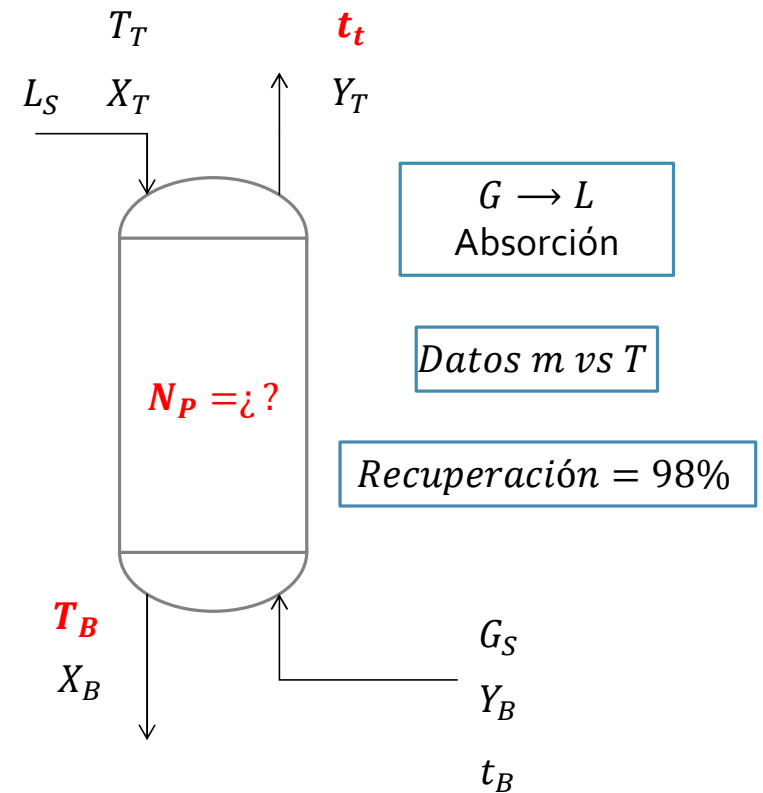 T_T t_t
L_S X_T Y_T
G ⟶ L
Absorción
Datos m vs T
N_P =¿ ?
Recuperación = 98%
T_B
X_B
G_S
Y_B
t_B